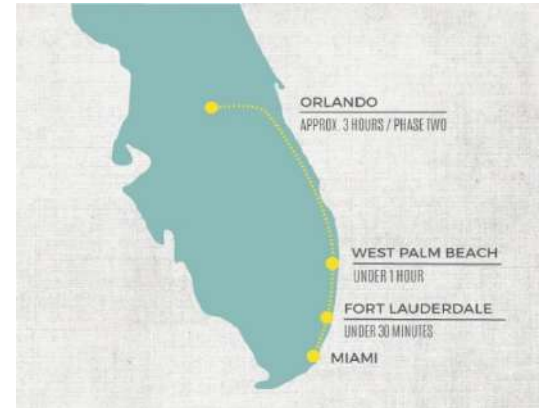 ORLANDO
APPROX. 3 HOURS / PHASE TWO
WEST PALM BEACH
UNDER 1 HOUR
FORT LAUDERDALE
UNDER 30 MINUTES
MIAMI